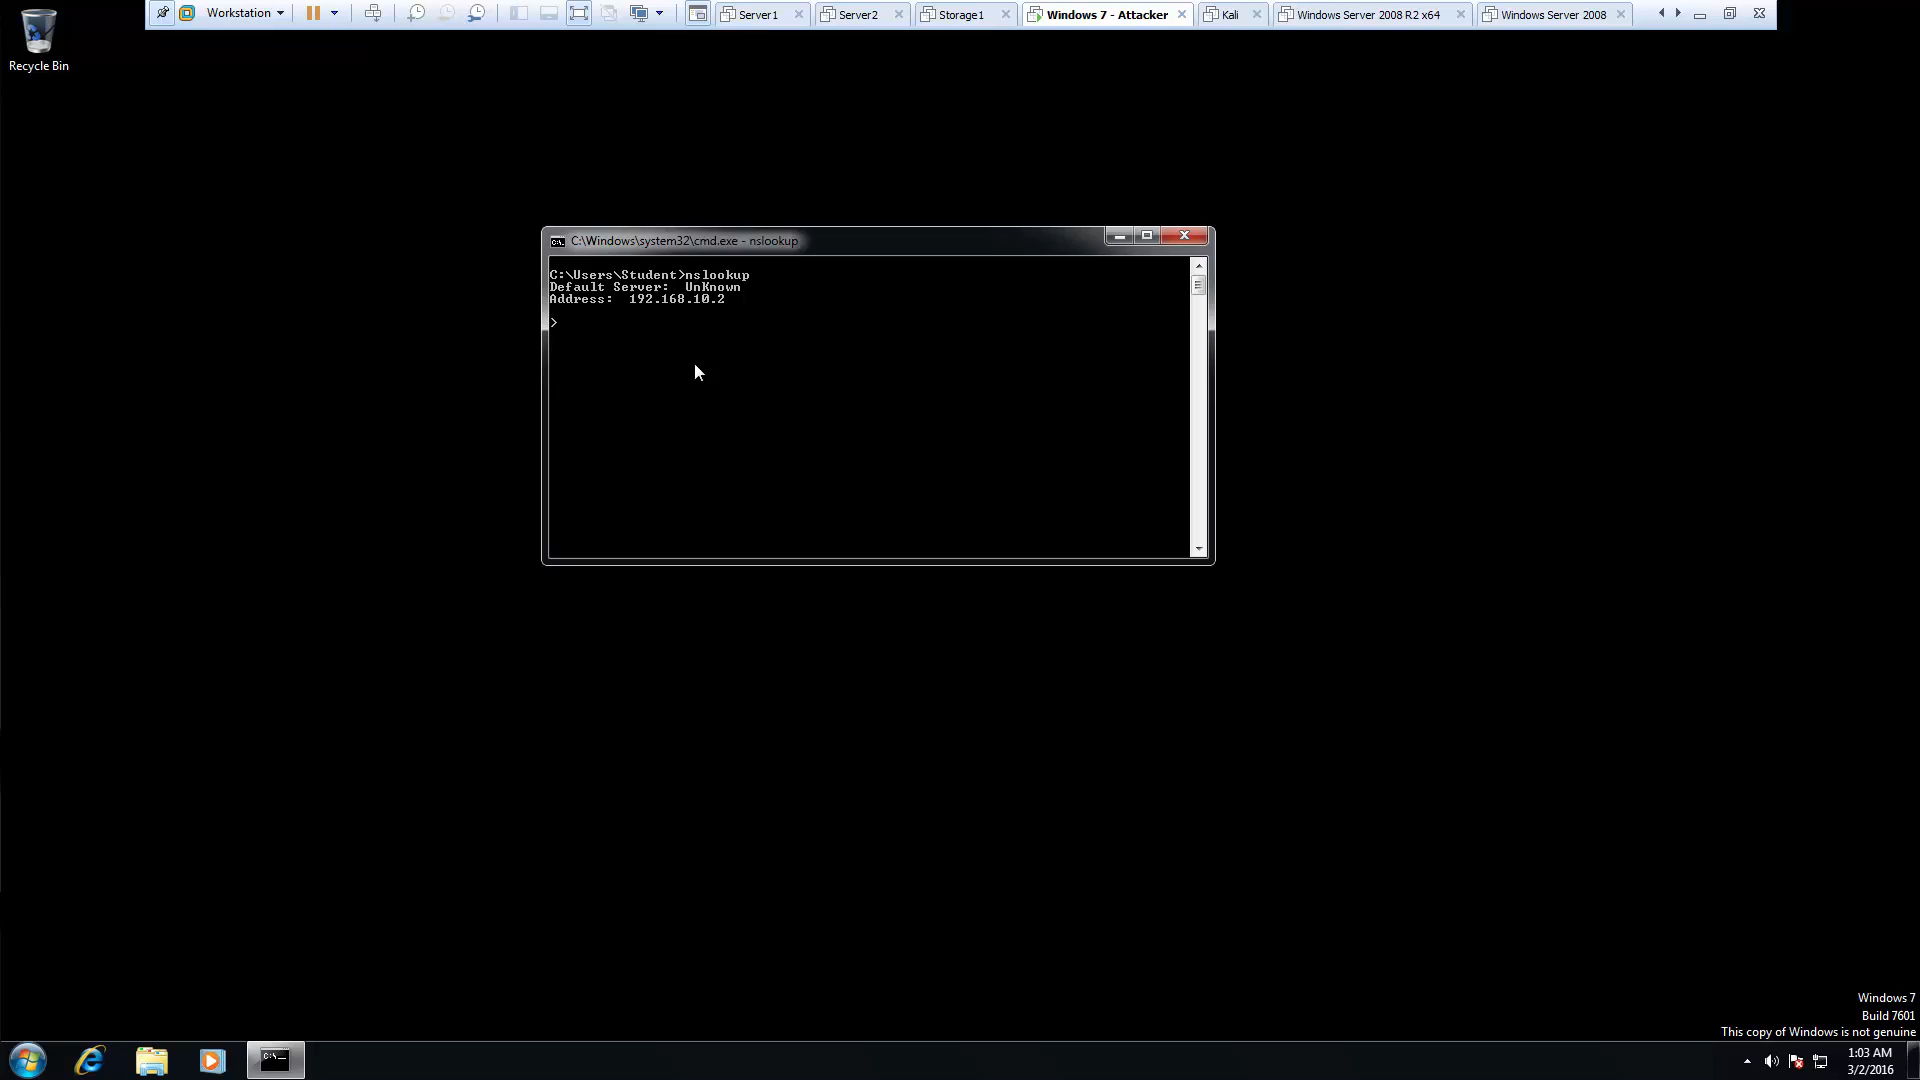 Workstation
Server1
Server2
Storage1
Windows 7 - Attacker
Kali
Windows Server 2008 R2 x64
Windows Server 2008
Recycle Bin
C:\Windows\system32\cmd.exe - nslookup
C:\Users\Student>nslookup
Default Server:  UnKnown
Address:  192.168.10.2
>
Windows 7
Build 7601
This copy of Windows is not genuine
1:03 AM
3/2/2016